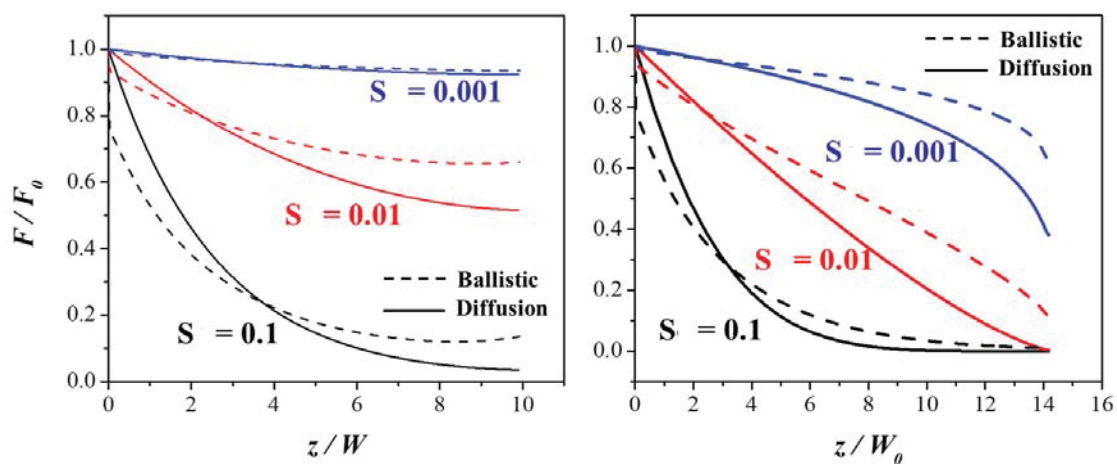 1.0
0.8
0.6
0.4
0.2
0.0
F / F₀
0 2 4 6 8 10
z / W
S = 0.001
S = 0.01
S = 0.1
Ballistic
Diffusion
1.0
0.8
0.6
0.4
0.2
0.0
0 2 4 6 8 10 12 14 16
z / W₀
Ballistic
Diffusion
S = 0.001
S = 0.01
S = 0.1